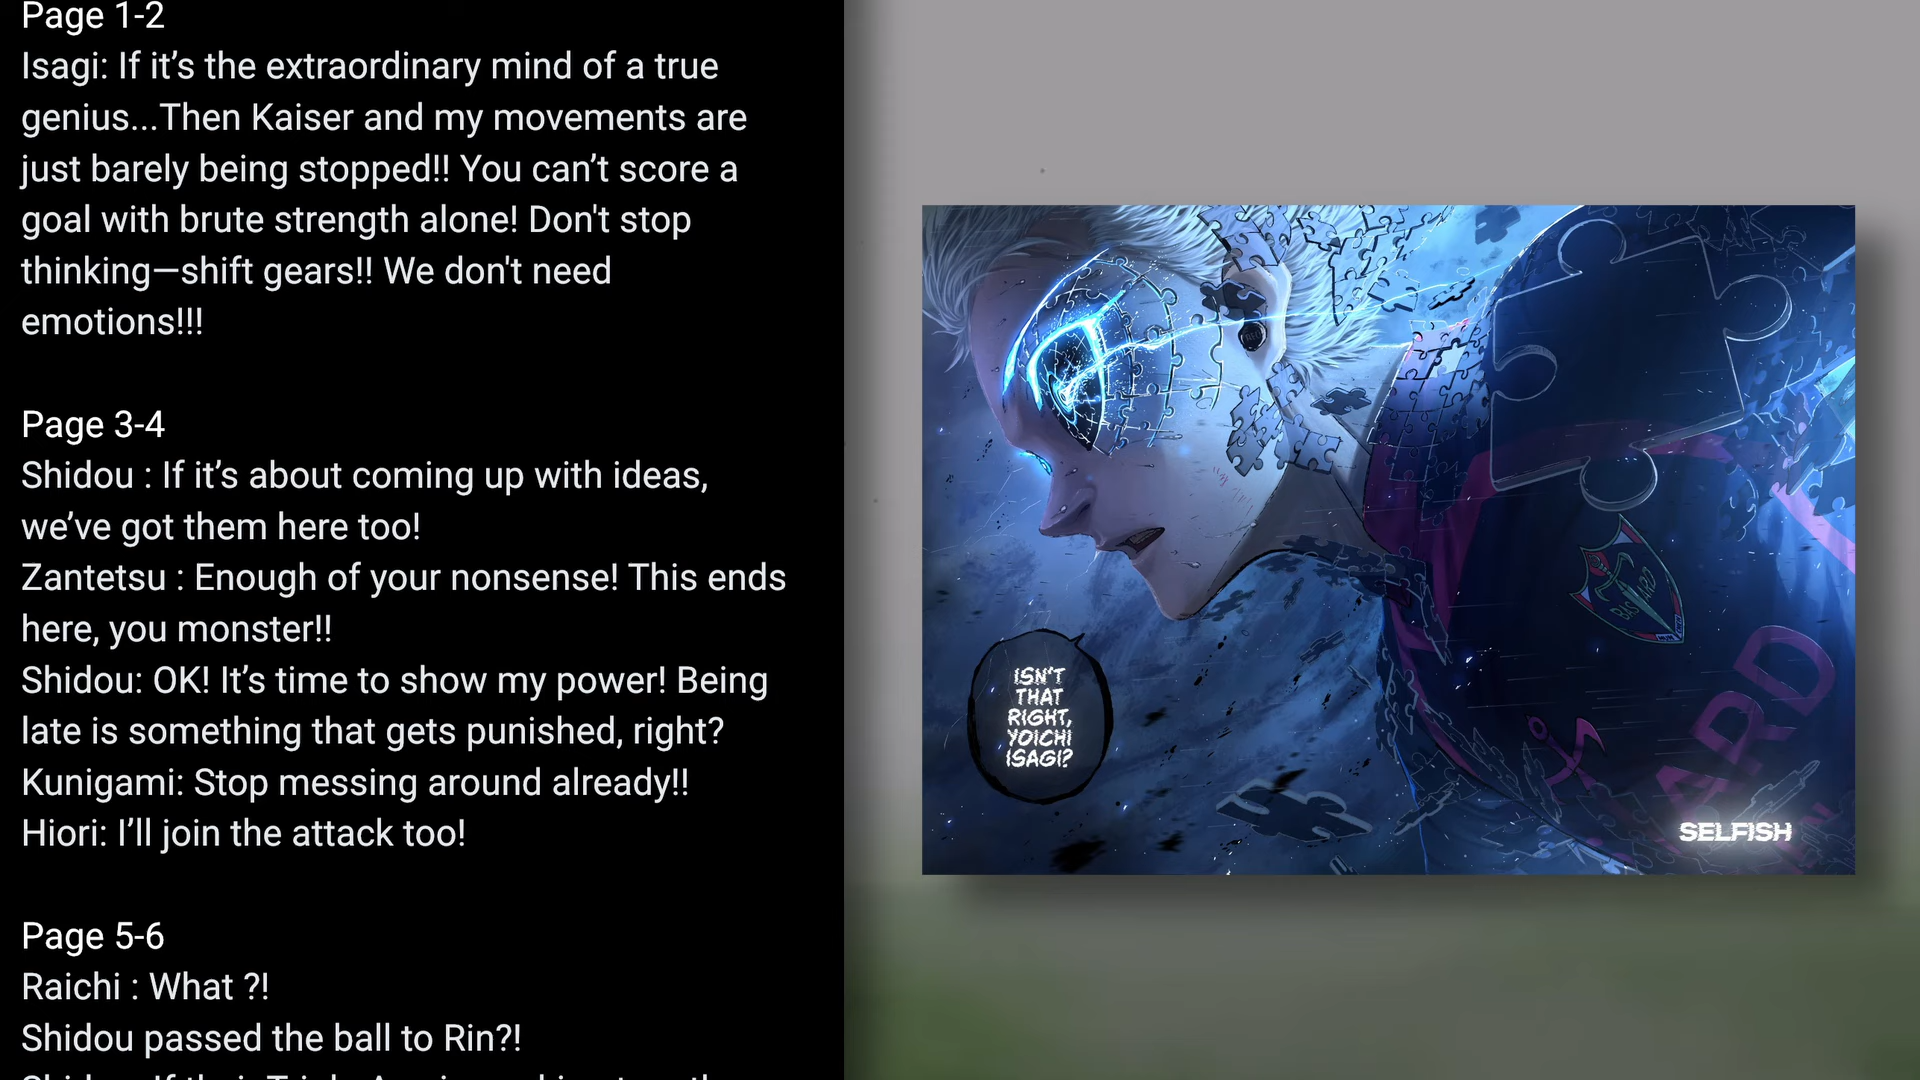 Page 1-2
Isagi: If it’s the extraordinary mind of a true
genius...Then Kaiser and my movements are
just barely being stopped!! You can’t score a
goal with brute strength alone! Don't stop
thinking—shift gears!! We don't need
emotions!!!
Page 3-4
Shidou : If it’s about coming up with ideas,
we’ve got them here too!
Zantetsu : Enough of your nonsense! This ends
here, you monster!!
Shidou: OK! It’s time to show my power! Being
late is something that gets punished, right?
Kunigami: Stop messing around already!!
Hiori: I’ll join the attack too!
Page 5-6
Raichi : What ?!
Shidou passed the ball to Rin?!
ISN'T
THAT
RIGHT,
YOICHI
ISAGI?
BASTARD
ARD
SELFISH